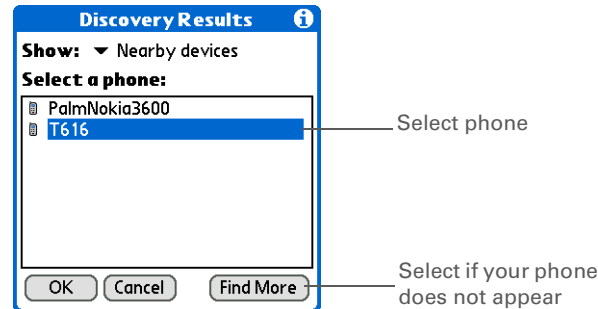 Discovery Results
Show: Nearby devices
Select a phone:
PalmNokia3600
T616
Select phone
OK Cancel Find More
Select if your phone
does not appear